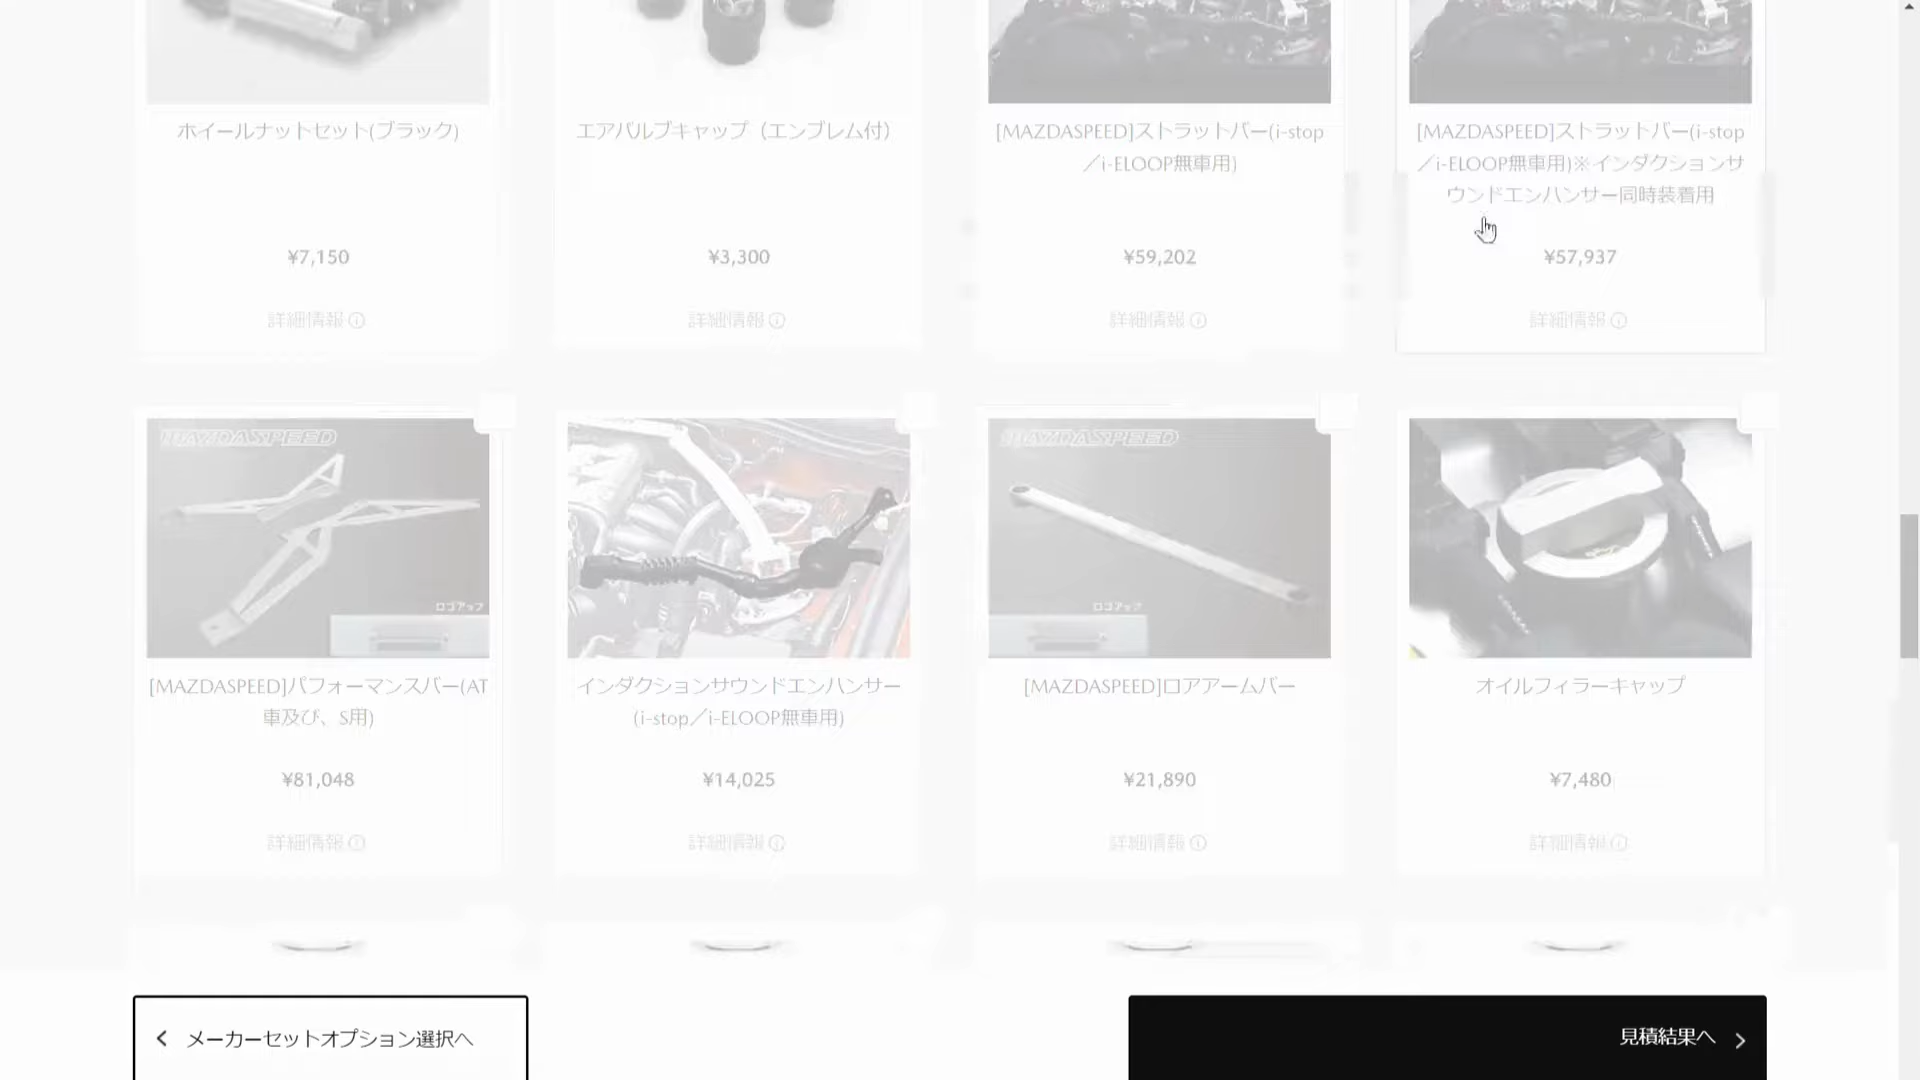 ホイールナットセット(ブラック)
¥7,150
詳細情報
エアバルブキャップ（エンブレム付）
¥3,300
詳細情報
[MAZDASPEED]ストラットバー(i-stop
／i-ELOOP無車用)
¥59,202
詳細情報
[MAZDASPEED]ストラットバー(i-stop
／i-ELOOP無車用)※インダクションサ
ウンドエンハンサー同時装着用
¥57,937
詳細情報
MAZDASPEED
ロゴアップ
[MAZDASPEED]パフォーマンスバー(AT
車及び、S用)
¥81,048
詳細情報
インダクションサウンドエンハンサー
(i-stop／i-ELOOP無車用)
¥14,025
詳細情報
MAZDASPEED
ロゴアップ
[MAZDASPEED]ロアアームバー
¥21,890
詳細情報
オイルフィラーキャップ
¥7,480
詳細情報
メーカーセットオプション選択へ
見積結果へ